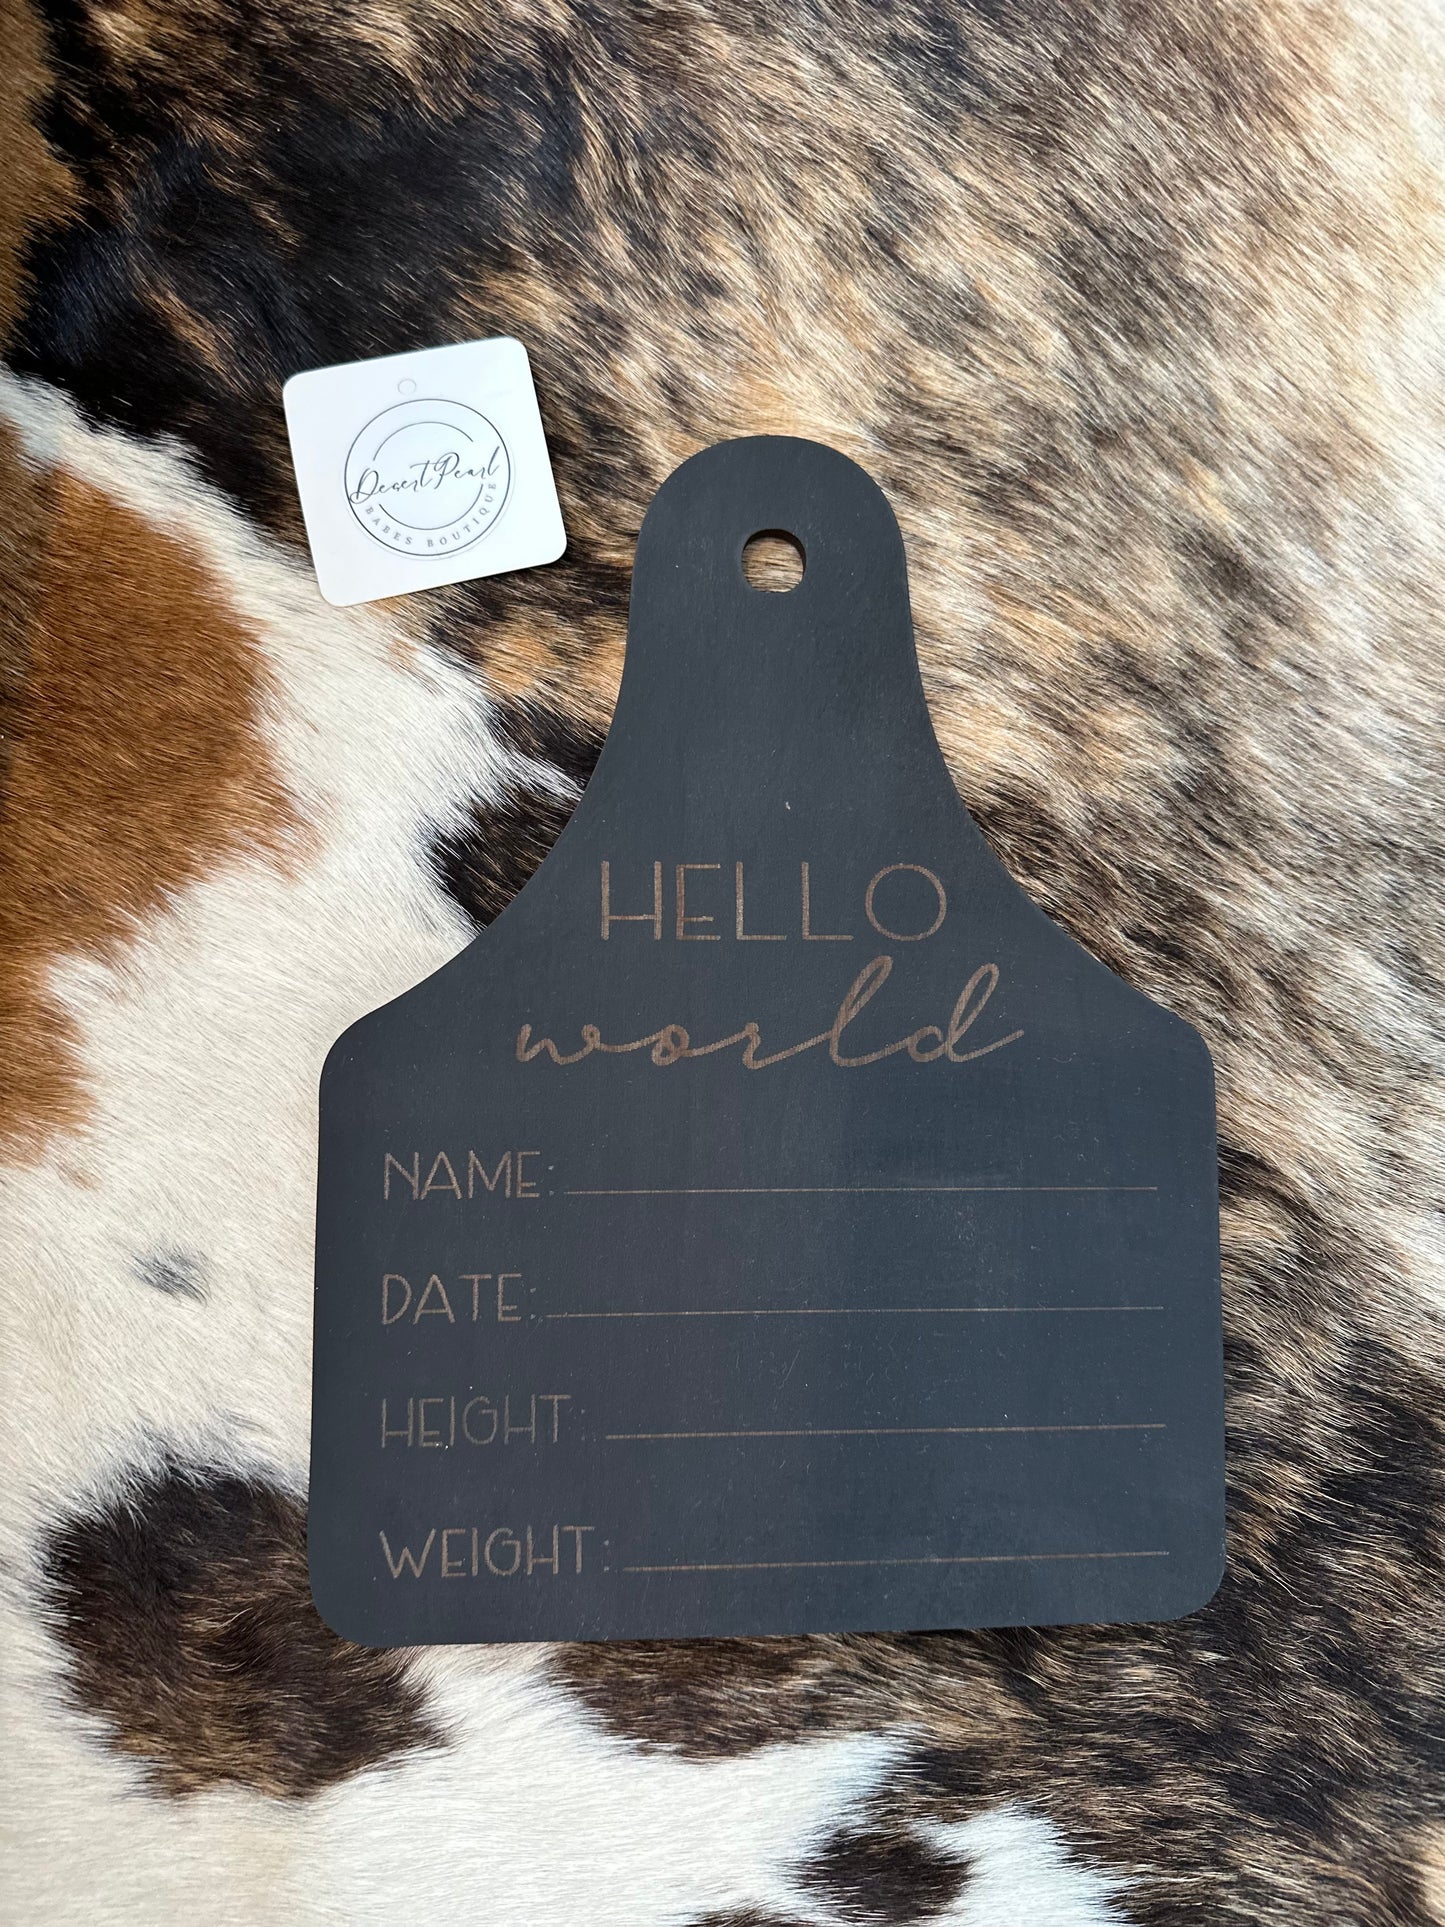 Desert Pearl
BABES BOUTIQUE
HELLO
world
NAME:
DATE:
HEIGHT:
WEIGHT: